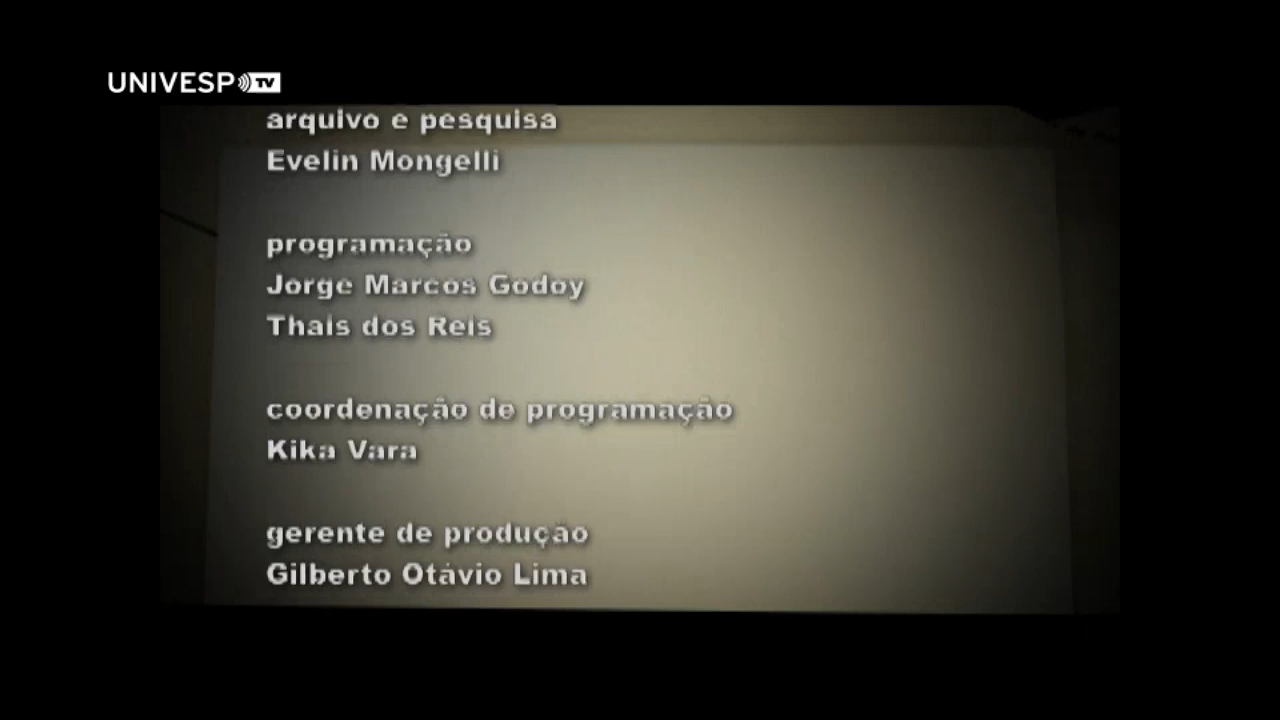 UNIVESP TV
arquivo e pesquisa
Evelin Mongelli
programação
Jorge Marcos Godoy
Thais dos Reis
coordenação de programação
Kika Vara
gerente de produção
Gilberto Otávio Lima